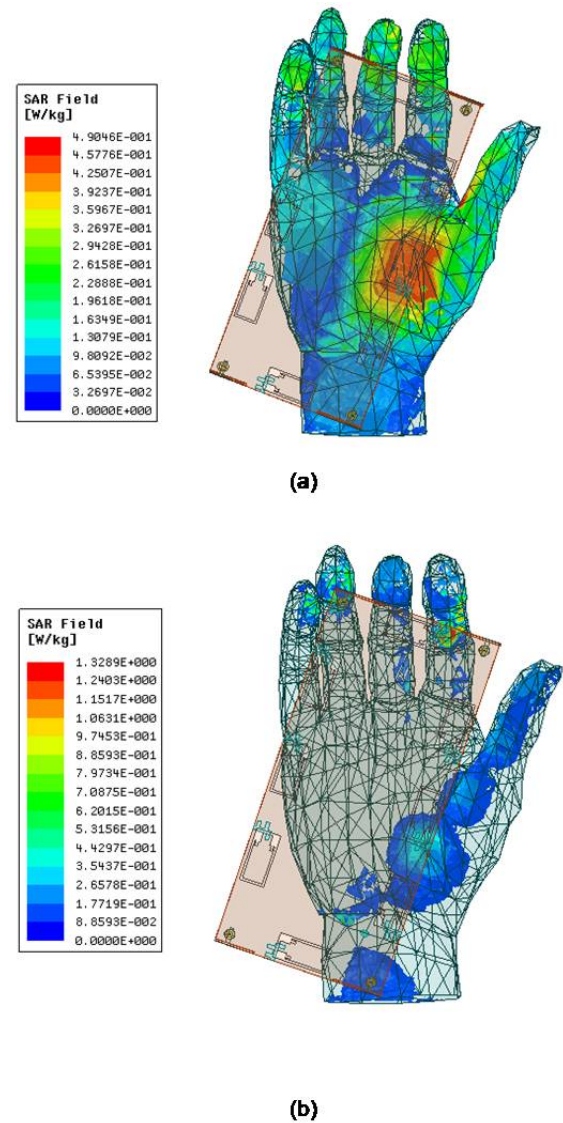 SAR Field
[W/kg]
4.9046E-001
4.5776E-001
4.2507E-001
3.9237E-001
3.5967E-001
3.2697E-001
2.9428E-001
2.6158E-001
2.2888E-001
1.9618E-001
1.6349E-001
1.3079E-001
9.8092E-002
6.5395E-002
3.2697E-002
0.0000E+000
(a)
SAR Field
[W/kg]
1.3289E+000
1.2403E+000
1.1517E+000
1.0631E+000
9.7453E-001
8.8593E-001
7.9734E-001
7.0875E-001
6.2015E-001
5.3156E-001
4.4297E-001
3.5437E-001
2.6578E-001
1.7719E-001
8.8593E-002
0.0000E+000
(b)